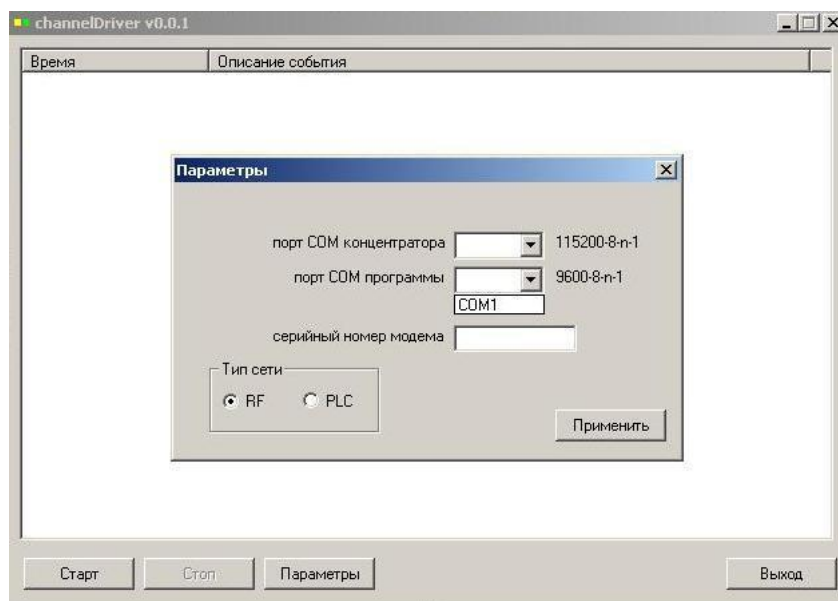 channelDriver v0.0.1
Время Описание события
Параметры
порт COM концентратора 115200-8-n-1
порт COM программы 9600-8-n-1
COM1
серийный номер модема
Тип сети
RF PLC
Применить
Старт Стоп Параметры Выход